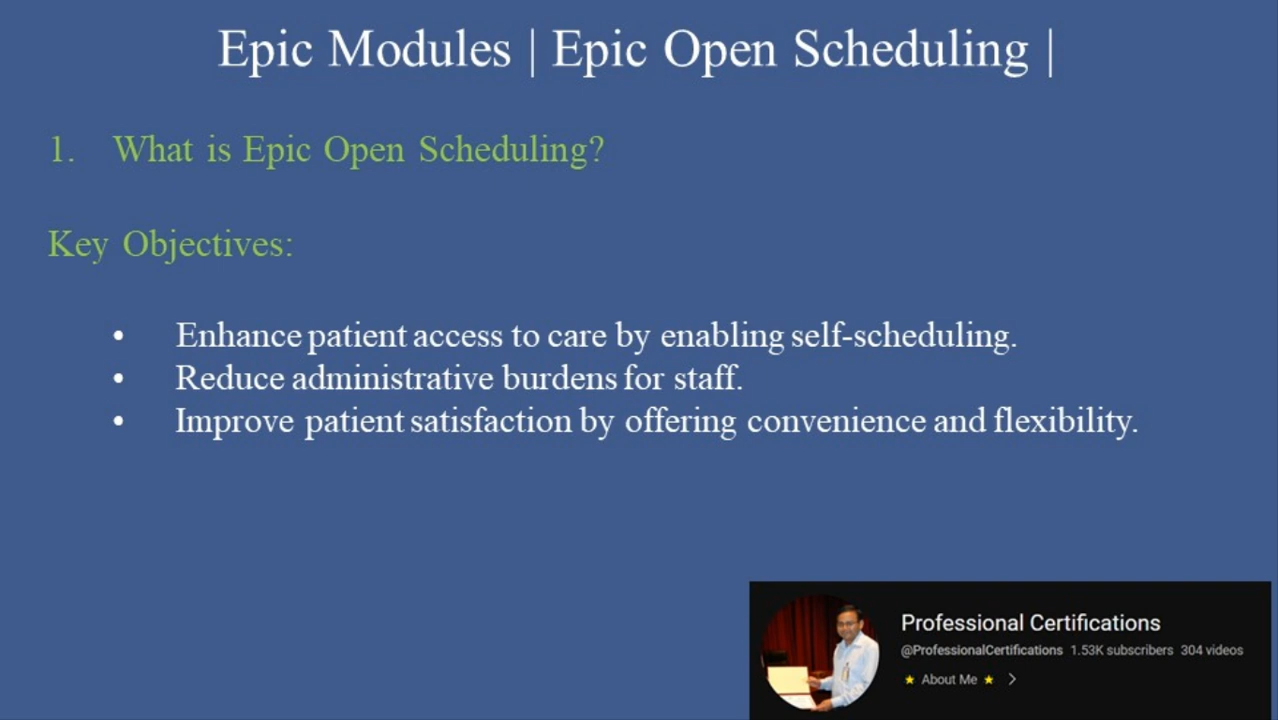 Epic Modules | Epic Open Scheduling |
1. What is Epic Open Scheduling?
Key Objectives:
• Enhance patient access to care by enabling self-scheduling.
• Reduce administrative burdens for staff.
• Improve patient satisfaction by offering convenience and flexibility.
Professional Certifications
@ProfessionalCertifications 1.53K subscribers 304 videos
⭐ About Me ⭐ >